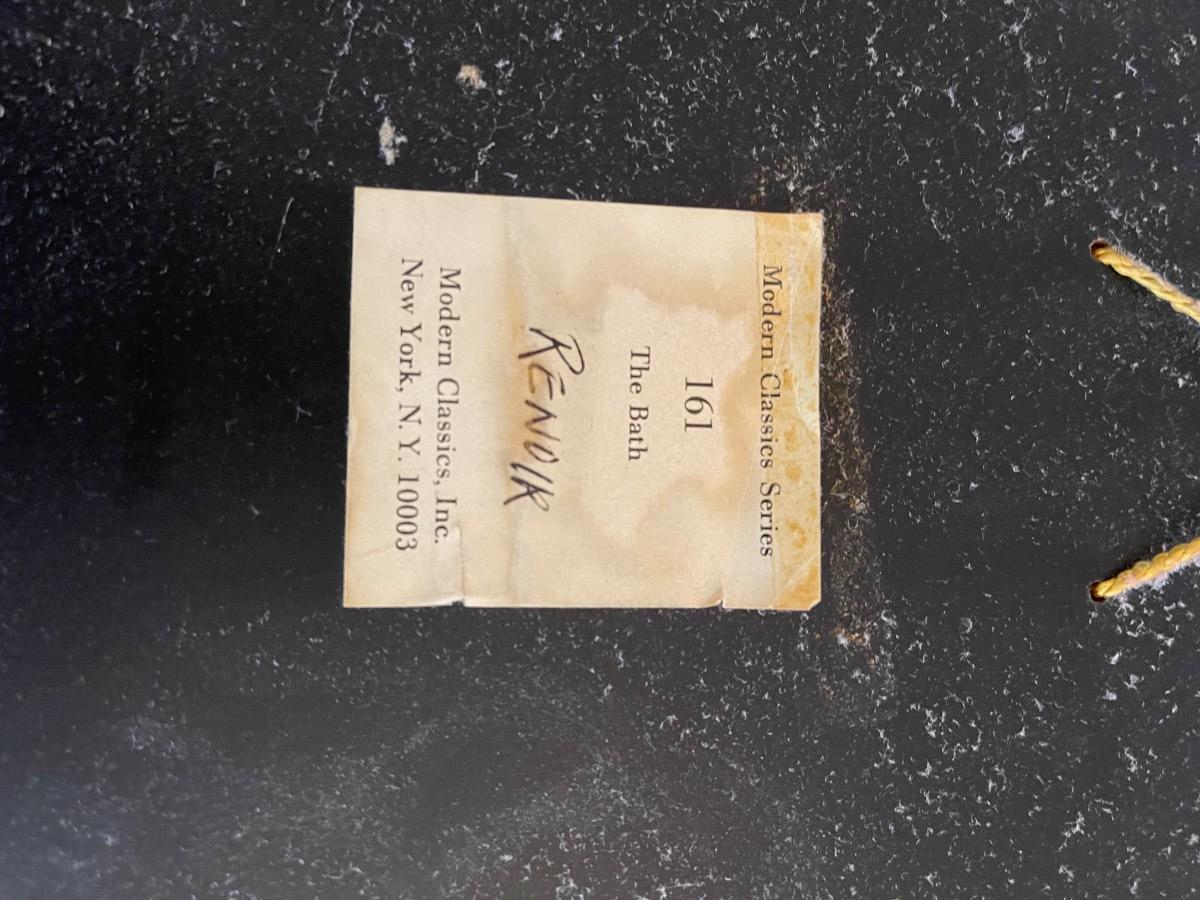 Modern Classics Series
161
The Bath
RENOIR
Modern Classics, Inc.
New York, N. Y. 10003